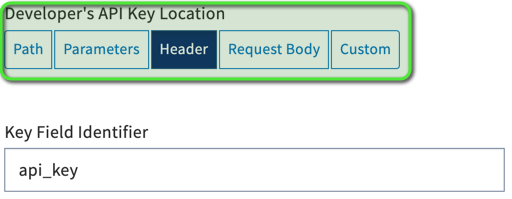 Developer's API Key Location
Path Parameters Header Request Body Custom
Key Field Identifier
api_key